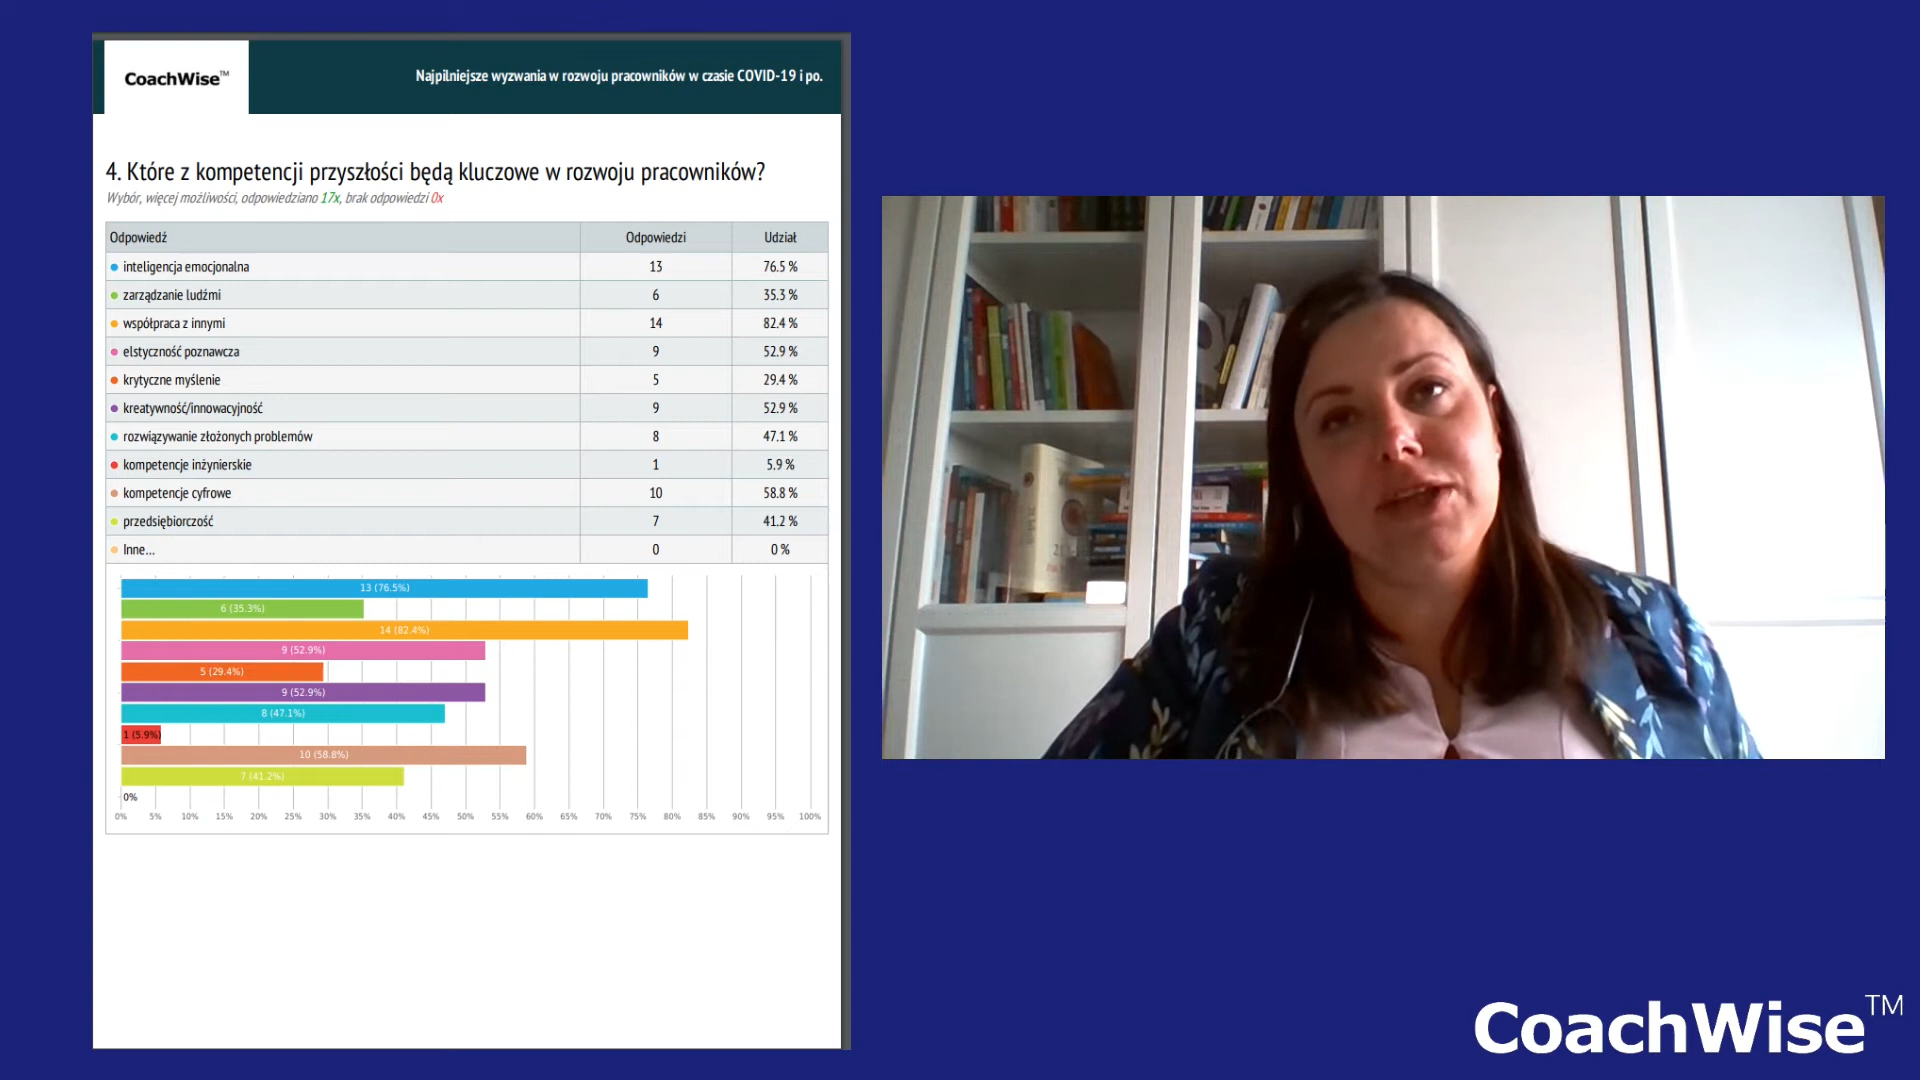 CoachWise™
Najpilniejsze wyzwania w rozwoju pracowników w czasie COVID-19 i po.
4. Które z kompetencji przyszłości będą kluczowe w rozwoju pracowników?
Wybór, więcej możliwości, odpowiedziano 17x, brak odpowiedzi 0x
Odpowiedź Odpowiedzi Udział
inteligencja emocjonalna 13 76.5 %
zarządzanie ludźmi 6 35.3 %
współpraca z innymi 14 82.4 %
elstyczność poznawcza 9 52.9 %
krytyczne myślenie 5 29.4 %
kreatywność/innowacyjność 9 52.9 %
rozwiązywanie złożonych problemów 8 47.1 %
kompetencje inżynierskie 1 5.9 %
kompetencje cyfrowe 10 58.8 %
przedsiębiorczość 7 41.2 %
Inne... 0 0 %
13 (76.5%)
6 (35.3%)
14 (82.4%)
9 (52.9%)
5 (29.4%)
9 (52.9%)
8 (47.1%)
1 (5.9%)
10 (58.8%)
7 (41.2%)
0%
0% 5% 10% 15% 20% 25% 30% 35% 40% 45% 50% 55% 60% 65% 70% 75% 80% 85% 90% 95% 100%
CoachWise™